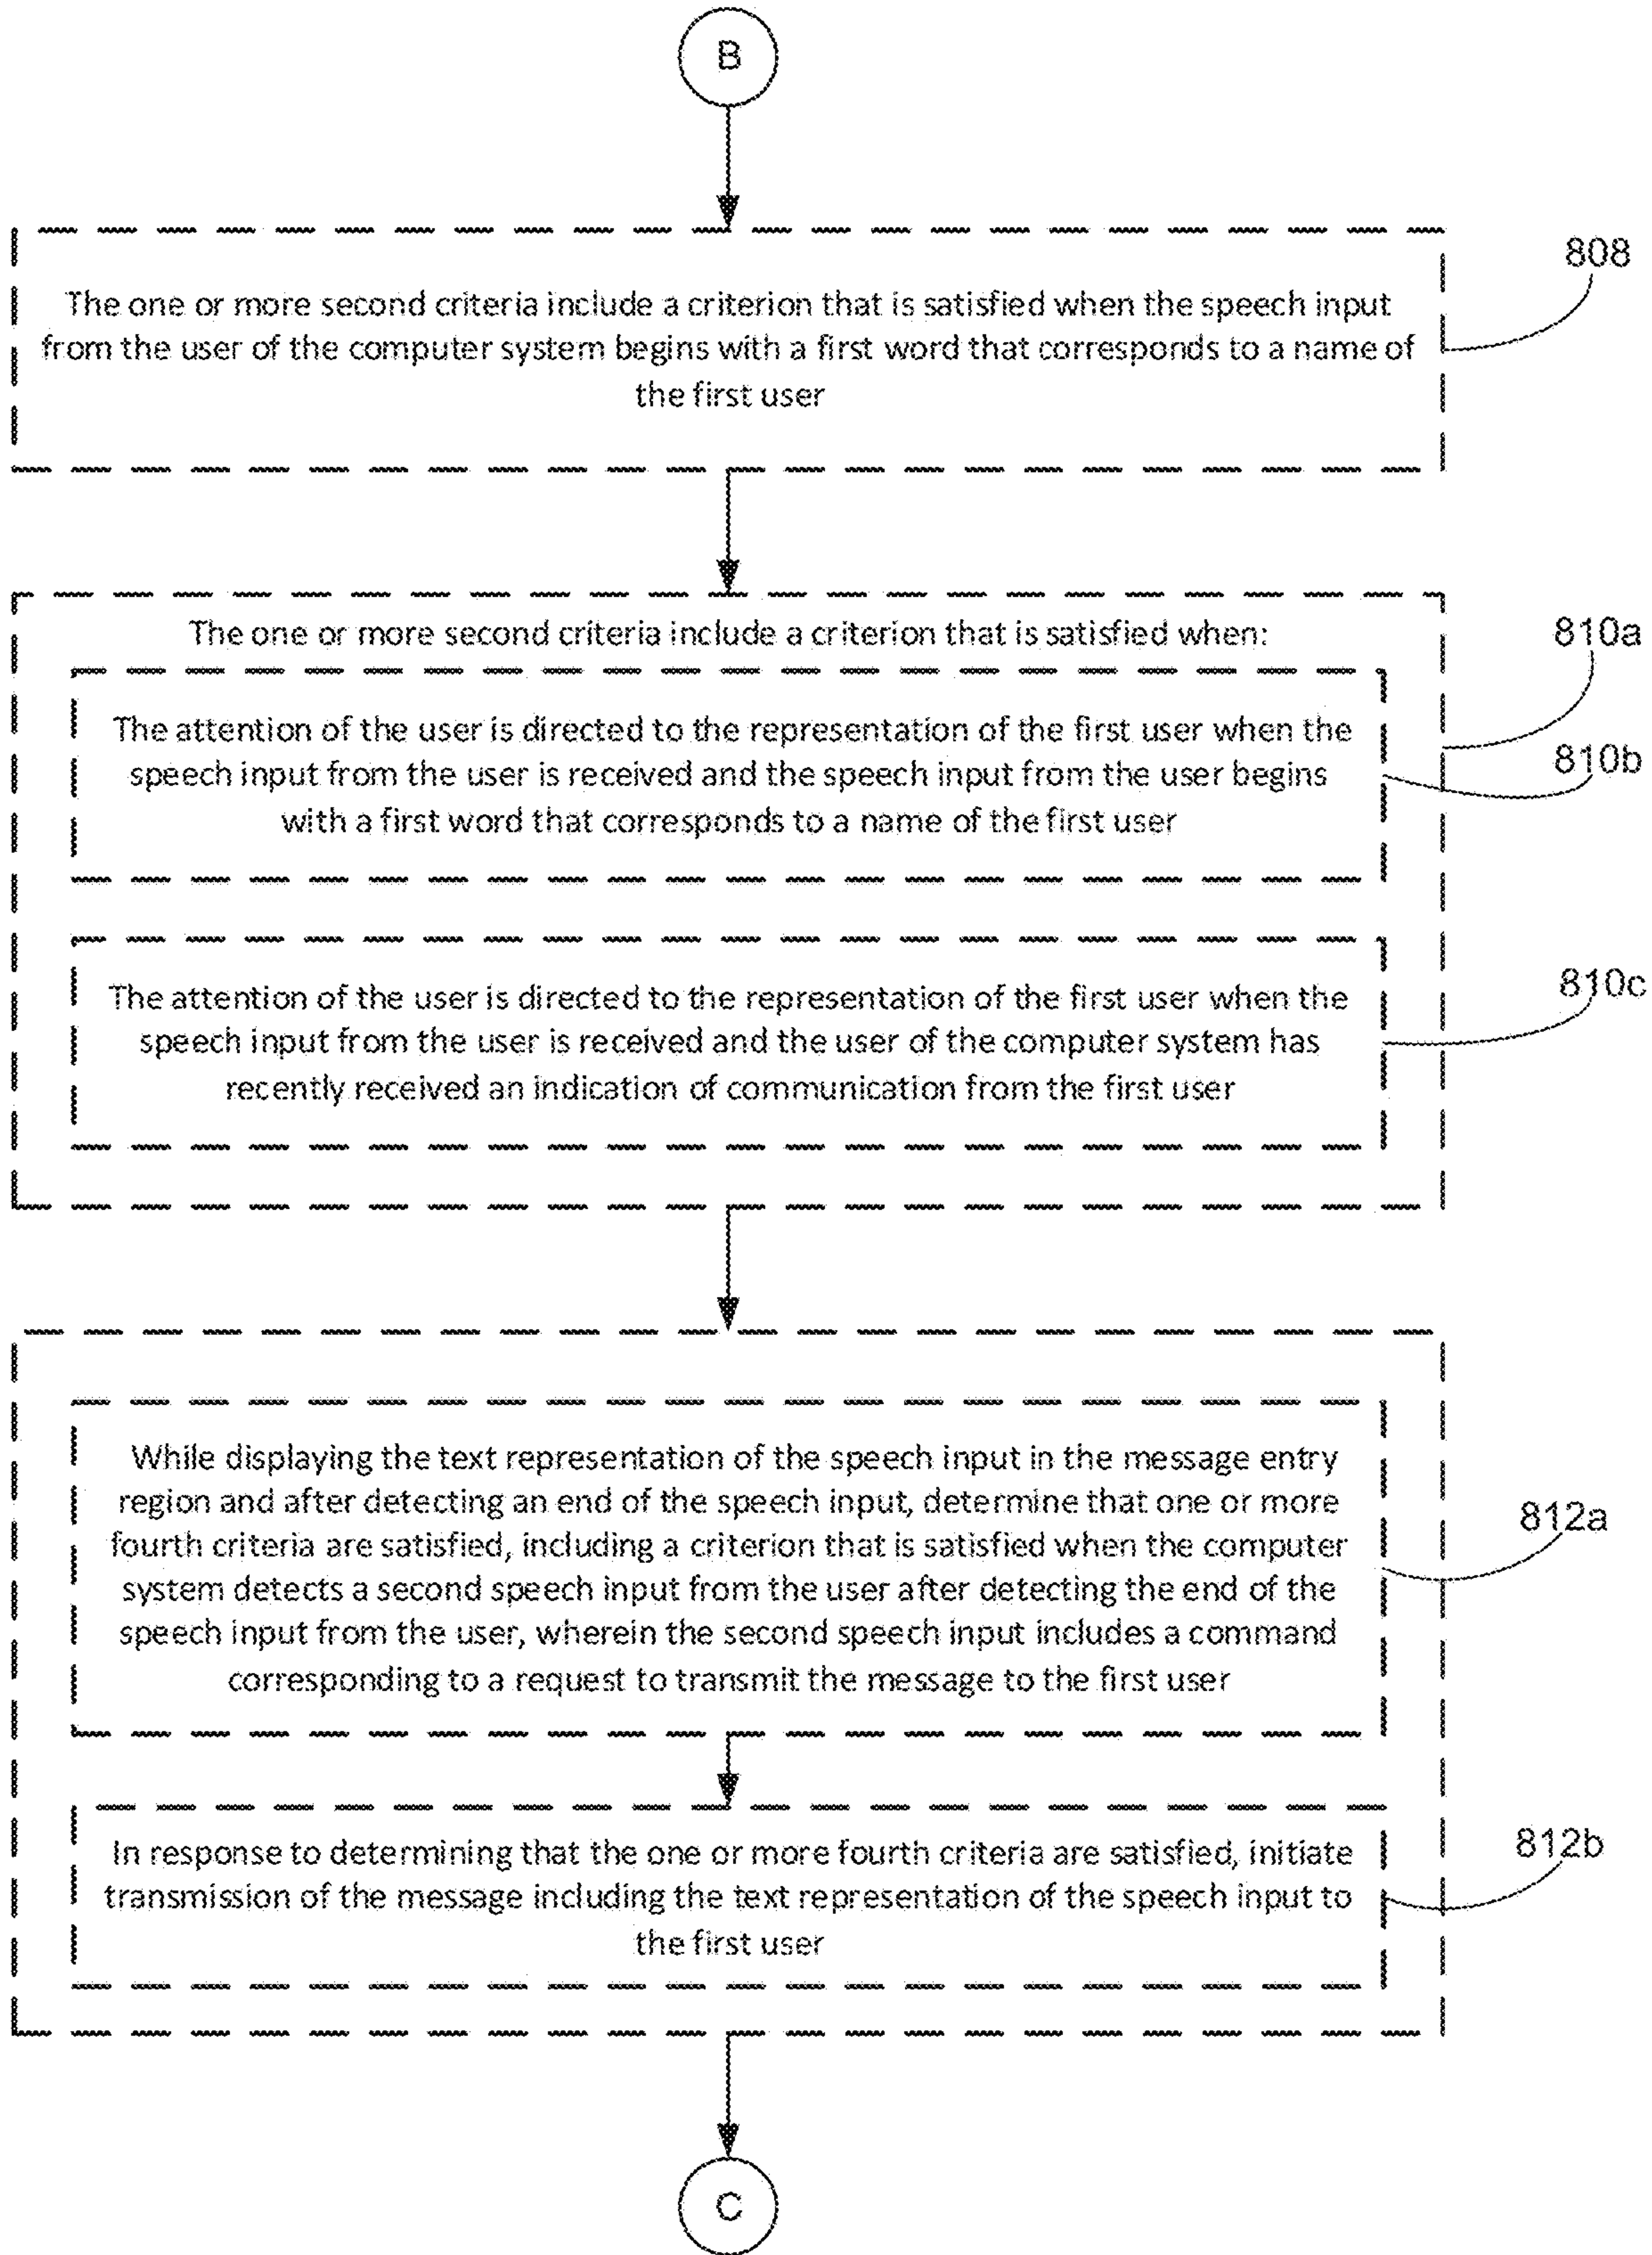 B
808
The one or more second criteria include a criterion that is satisfied when the speech input
from the user of the computer system begins with a first word that corresponds to a name of
the first user
The one or more second criteria include a criterion that is satisfied when:
810a
The attention of the user is directed to the representation of the first user when the
speech input from the user is received and the speech input from the user begins
with a first word that corresponds to a name of the first user
810b
The attention of the user is directed to the representation of the first user when the
speech input from the user is received and the user of the computer system has
recently received an indication of communication from the first user
810c
While displaying the text representation of the speech input in the message entry
region and after detecting an end of the speech input, determine that one or more
fourth criteria are satisfied, including a criterion that is satisfied when the computer
system detects a second speech input from the user after detecting the end of the
speech input from the user, wherein the second speech input includes a command
corresponding to a request to transmit the message to the first user
812a
In response to determining that the one or more fourth criteria are satisfied, initiate
transmission of the message including the text representation of the speech input to
the first user
812b
C